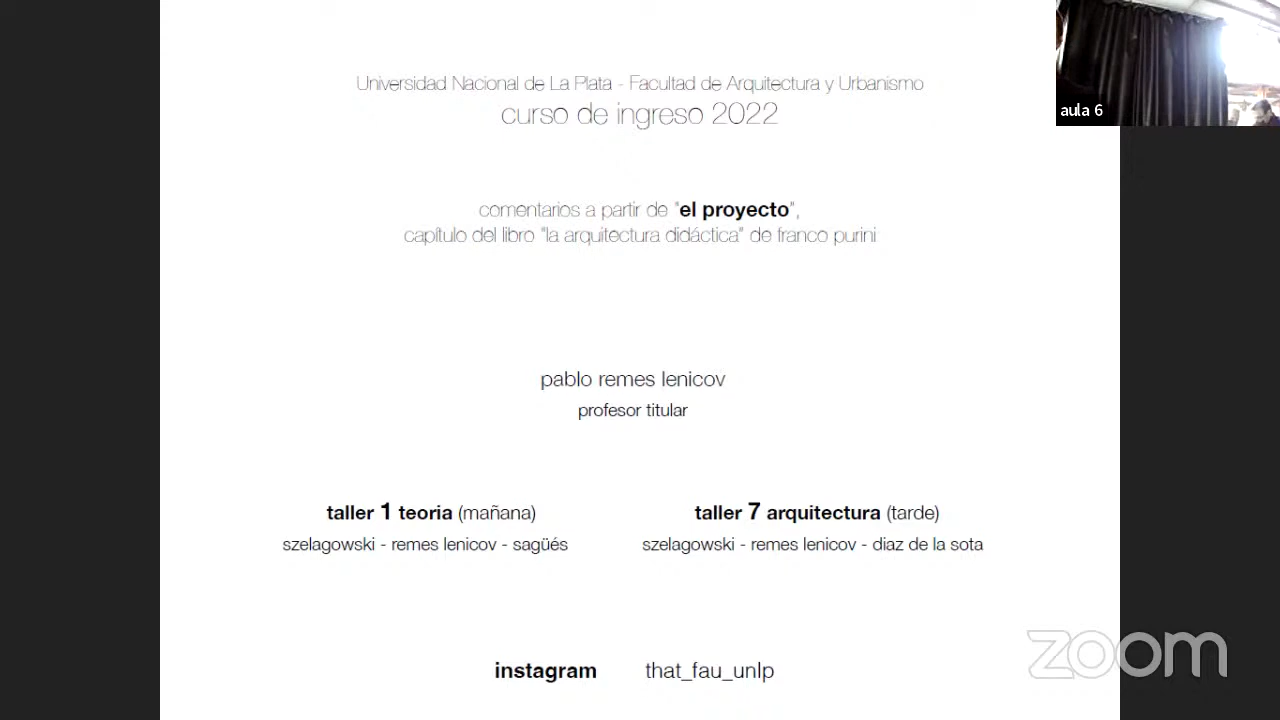 Universidad Nacional de La Plata - Facultad de Arquitectura y Urbanismo
curso de ingreso 2022
aula 6
comentarios a partir de "el proyecto",
capítulo del libro "la arquitectura didáctica" de franco purini
pablo remes lenicov
profesor titular
taller 1 teoria (mañana)
szelagowski - remes lenicov - sagüés
taller 7 arquitectura (tarde)
szelagowski - remes lenicov - diaz de la sota
zoom
instagram that_fau_unlp